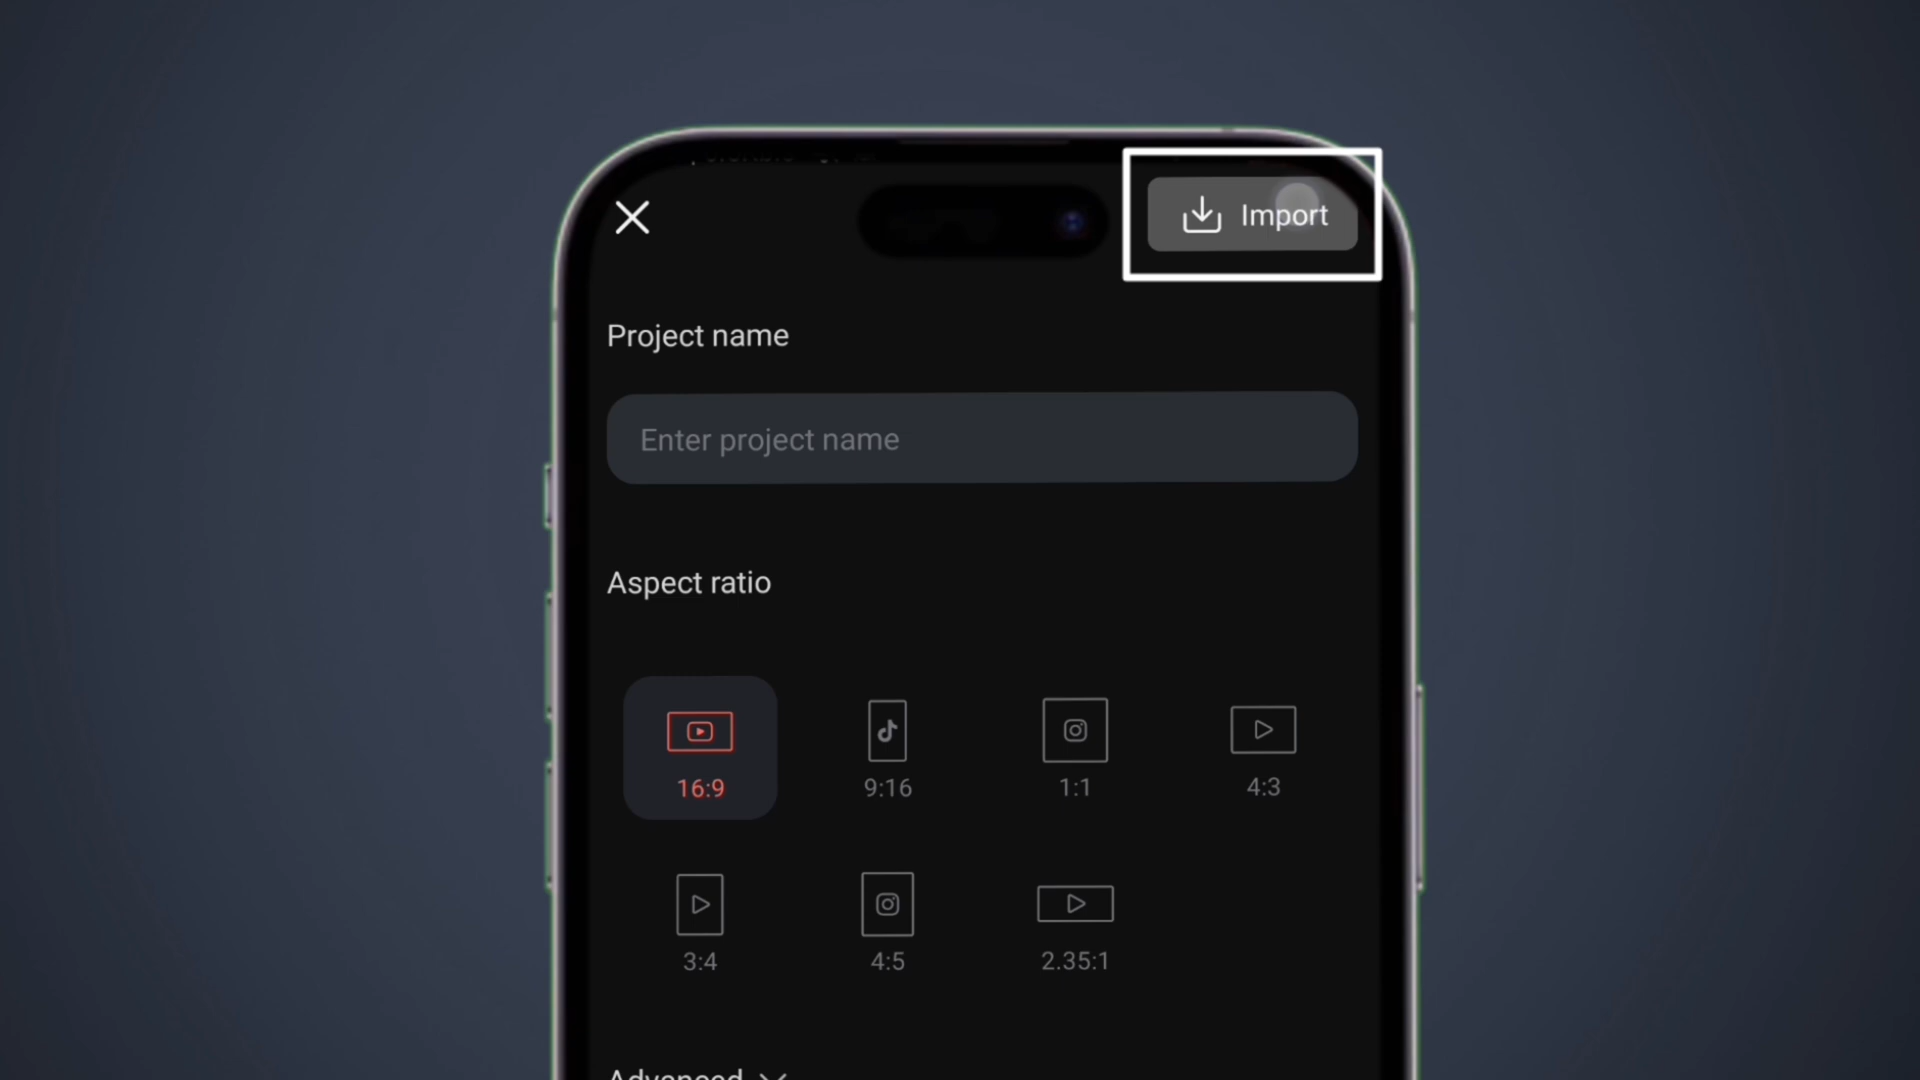 Import
Project name
Enter project name
Aspect ratio
16:9
9:16
1:1
4:3
3:4
4:5
2.35:1
Advanced